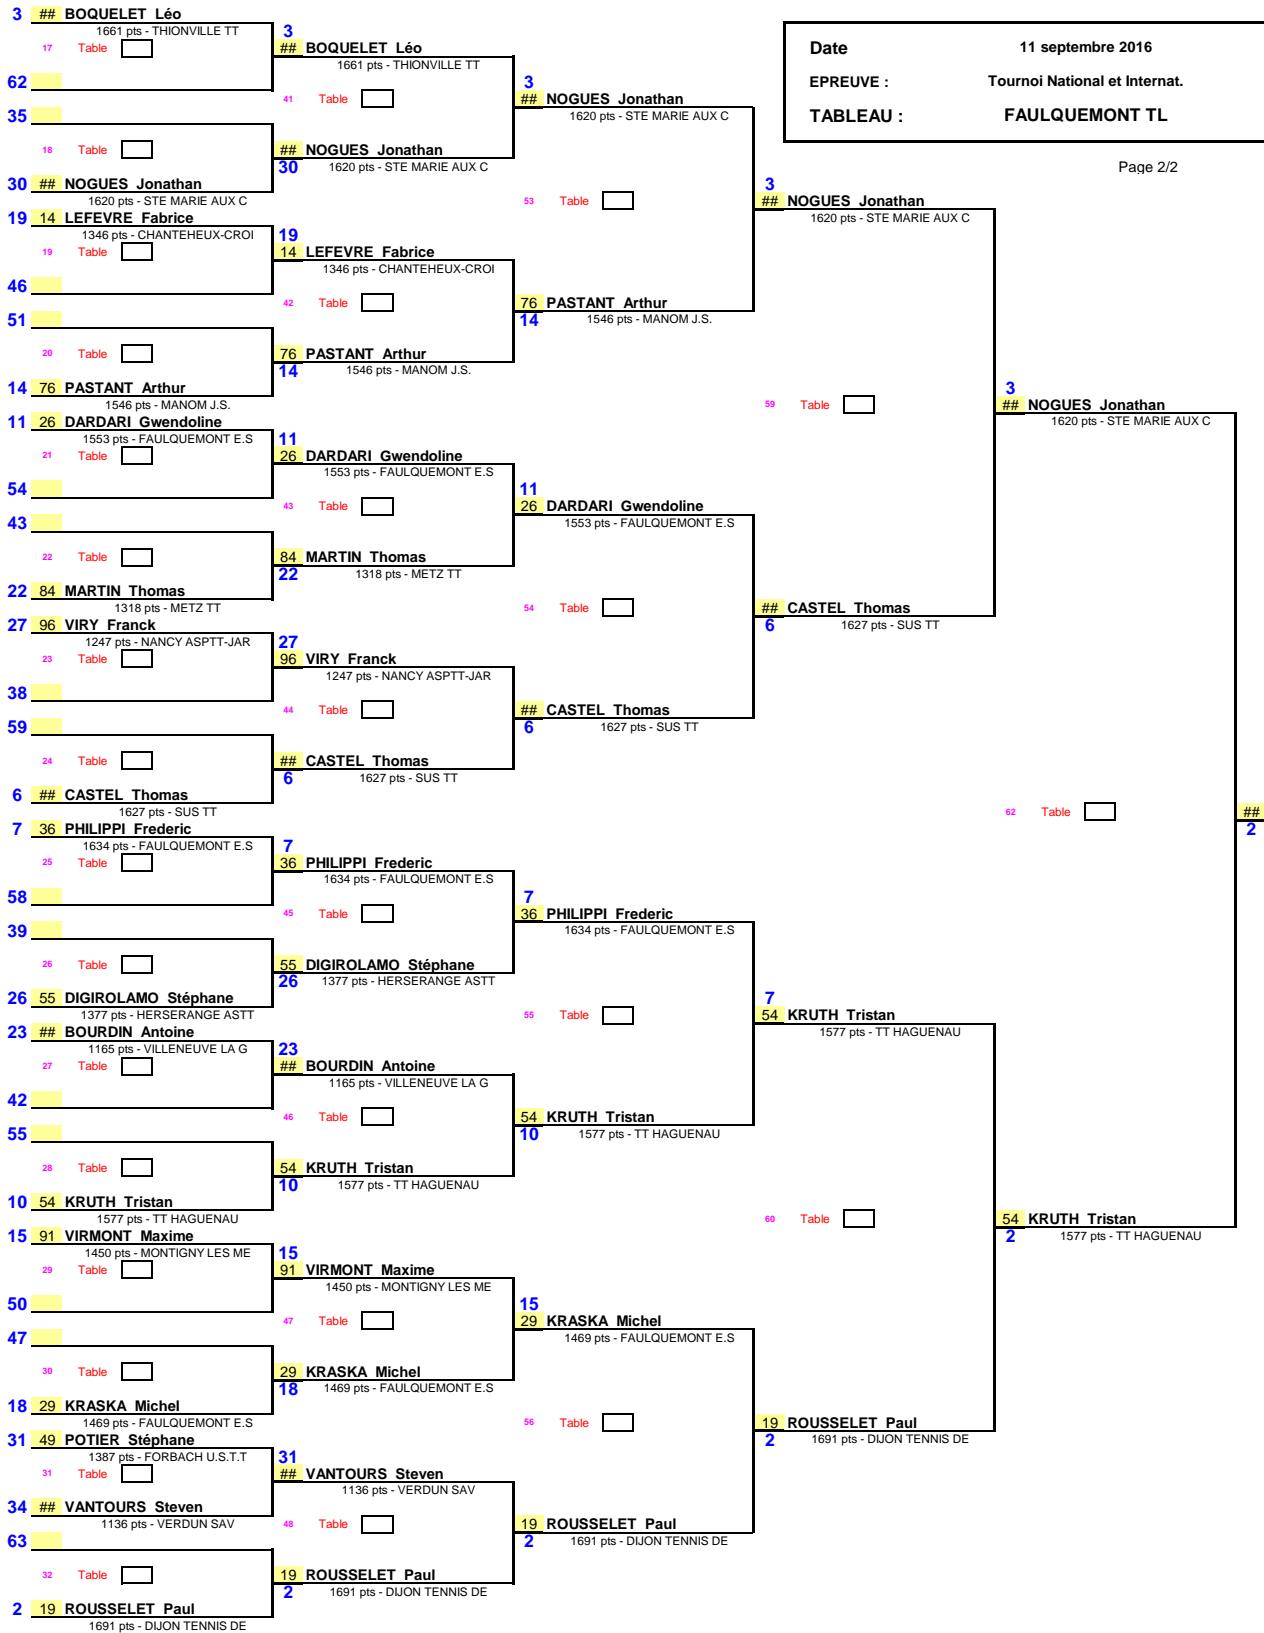 Date 11 septembre 2016
EPREUVE : Tournoi National et Internat.
TABLEAU : FAULQUEMONT TL
Page 2/2
3 ## BOQUELET Léo
1661 pts - THIONVILLE TT
17 Table
62
35
18 Table
30 ## NOGUES Jonathan
1620 pts - STE MARIE AUX C
19 14 LEFEVRE Fabrice
1346 pts - CHANTEHEUX-CROI
19 Table
46
51
20 Table
14 76 PASTANT Arthur
1546 pts - MANOM J.S.
11 26 DARDARI Gwendoline
1553 pts - FAULQUEMONT E.S
21 Table
54
43
22 Table
22 84 MARTIN Thomas
1318 pts - METZ TT
27 96 VIRY Franck
1247 pts - NANCY ASPTT-JAR
23 Table
38
59
24 Table
6 ## CASTEL Thomas
1627 pts - SUS TT
7 36 PHILIPPI Frederic
1634 pts - FAULQUEMONT E.S
25 Table
58
39
26 Table
26 55 DIGIROLAMO Stéphane
1377 pts - HERSERANGE ASTT
23 ## BOURDIN Antoine
1165 pts - VILLENEUVE LA G
27 Table
42
55
28 Table
10 54 KRUTH Tristan
1577 pts - TT HAGUENAU
15 91 VIRMONT Maxime
1450 pts - MONTIGNY LES ME
29 Table
50
47
30 Table
18 29 KRASKA Michel
1469 pts - FAULQUEMONT E.S
31 49 POTIER Stéphane
1387 pts - FORBACH U.S.T.T
31 Table
34 ## VANTOURS Steven
1136 pts - VERDUN SAV
63
32 Table
2 19 ROUSSELET Paul
1691 pts - DIJON TENNIS DE
3
## BOQUELET Léo
1661 pts - THIONVILLE TT
41 Table
## NOGUES Jonathan
30 1620 pts - STE MARIE AUX C
19
14 LEFEVRE Fabrice
1346 pts - CHANTEHEUX-CROI
42 Table
76 PASTANT Arthur
14 1546 pts - MANOM J.S.
11
26 DARDARI Gwendoline
1553 pts - FAULQUEMONT E.S
43 Table
84 MARTIN Thomas
22 1318 pts - METZ TT
27
96 VIRY Franck
1247 pts - NANCY ASPTT-JAR
44 Table
## CASTEL Thomas
6 1627 pts - SUS TT
7
36 PHILIPPI Frederic
1634 pts - FAULQUEMONT E.S
45 Table
55 DIGIROLAMO Stéphane
26 1377 pts - HERSERANGE ASTT
23
## BOURDIN Antoine
1165 pts - VILLENEUVE LA G
46 Table
54 KRUTH Tristan
10 1577 pts - TT HAGUENAU
15
91 VIRMONT Maxime
1450 pts - MONTIGNY LES ME
47 Table
29 KRASKA Michel
18 1469 pts - FAULQUEMONT E.S
31
## VANTOURS Steven
1136 pts - VERDUN SAV
48 Table
19 ROUSSELET Paul
2 1691 pts - DIJON TENNIS DE
3
## NOGUES Jonathan
1620 pts - STE MARIE AUX C
53 Table
76 PASTANT Arthur
14 1546 pts - MANOM J.S.
11
26 DARDARI Gwendoline
1553 pts - FAULQUEMONT E.S
54 Table
## CASTEL Thomas
6 1627 pts - SUS TT
7
36 PHILIPPI Frederic
1634 pts - FAULQUEMONT E.S
55 Table
54 KRUTH Tristan
10 1577 pts - TT HAGUENAU
15
29 KRASKA Michel
1469 pts - FAULQUEMONT E.S
56 Table
19 ROUSSELET Paul
2 1691 pts - DIJON TENNIS DE
3
## NOGUES Jonathan
1620 pts - STE MARIE AUX C
59 Table
## CASTEL Thomas
6 1627 pts - SUS TT
7
54 KRUTH Tristan
1577 pts - TT HAGUENAU
60 Table
19 ROUSSELET Paul
2 1691 pts - DIJON TENNIS DE
3
## NOGUES Jonathan
1620 pts - STE MARIE AUX C
62 Table
54 KRUTH Tristan
2 1577 pts - TT HAGUENAU
##
2